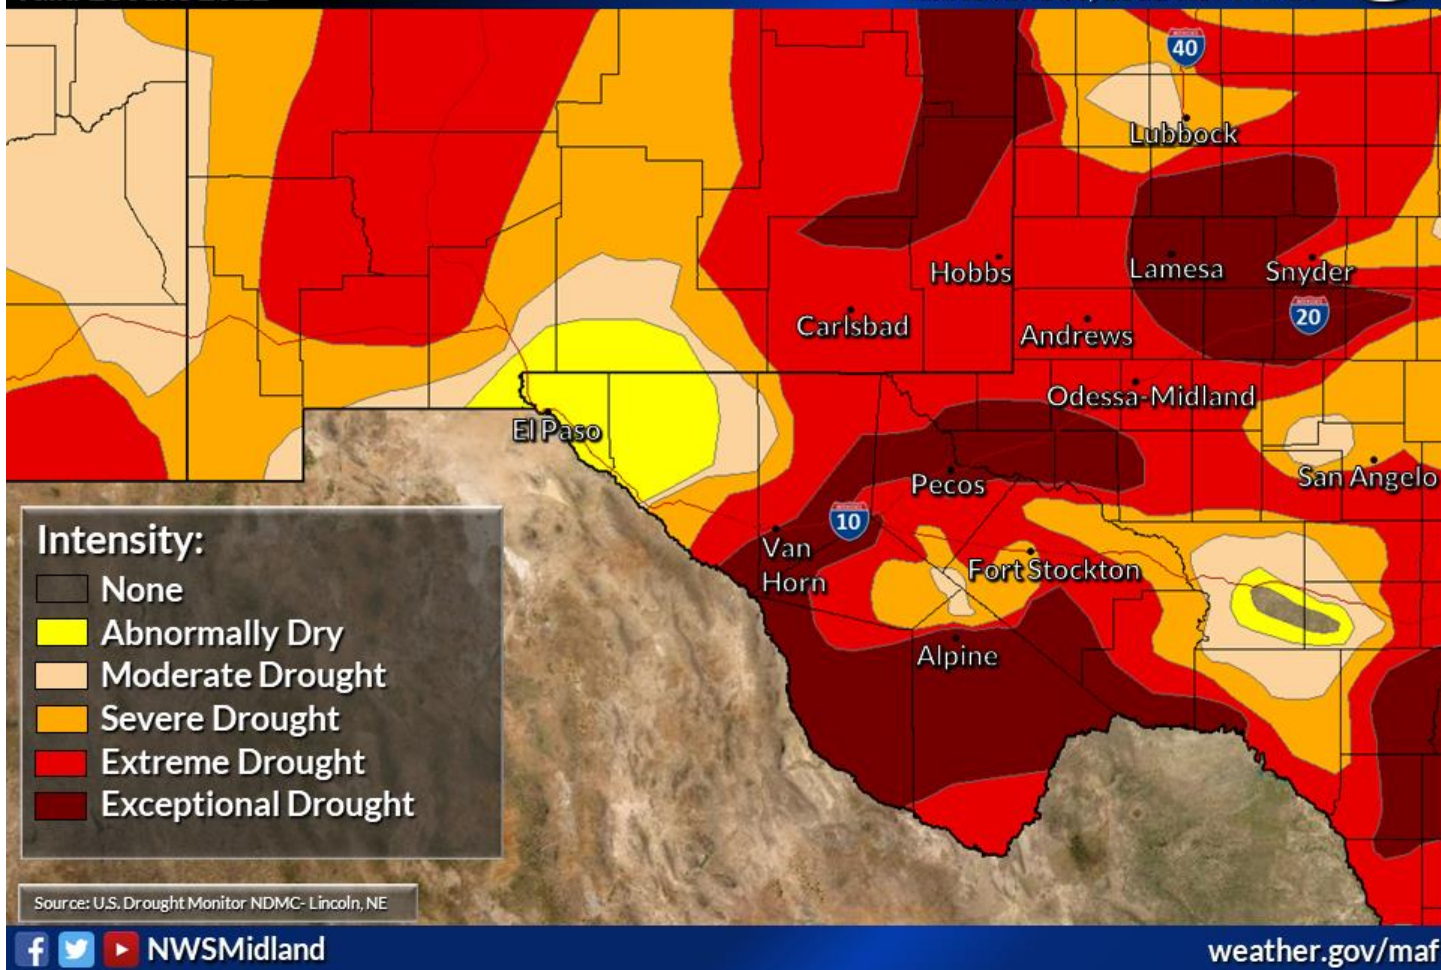 40
Lubbock
Hobbs
Lamesa
Snyder
20
Carlsbad
Andrews
Odessa-Midland
El Paso
San Angelo
Pecos
10
Van
Horn
Fort Stockton
Alpine
Intensity:
None
Abnormally Dry
Moderate Drought
Severe Drought
Extreme Drought
Exceptional Drought
Source: U.S. Drought Monitor NDMC- Lincoln, NE
NWSMidland
weather.gov/maf